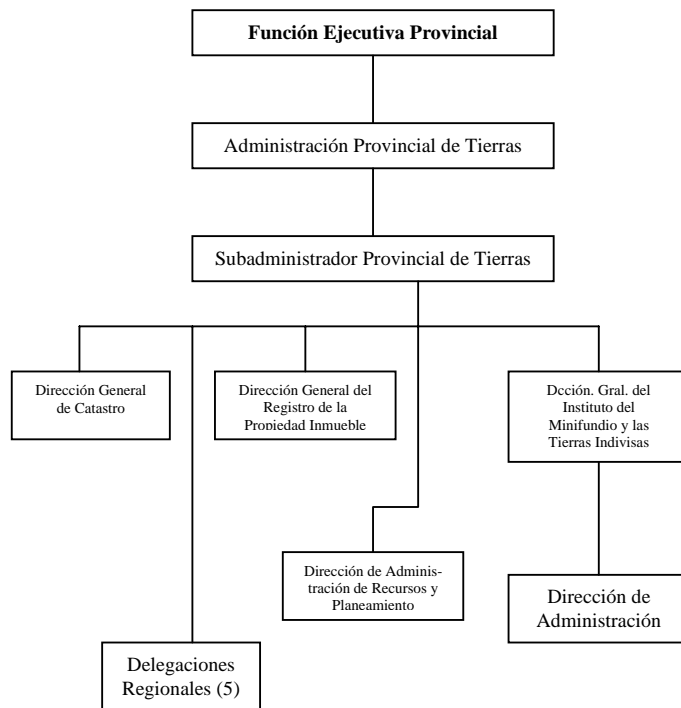 Función Ejecutiva Provincial
Administración Provincial de Tierras
Subadministrador Provincial de Tierras
Dirección General
de Catastro
Dirección General del
Registro de la
Propiedad Inmueble
Dcción. Gral. del
Instituto del
Minifundio y las
Tierras Indivisas
Dirección de Adminis-
tración de Recursos y
Planeamiento
Dirección de
Administración
Delegaciones
Regionales (5)